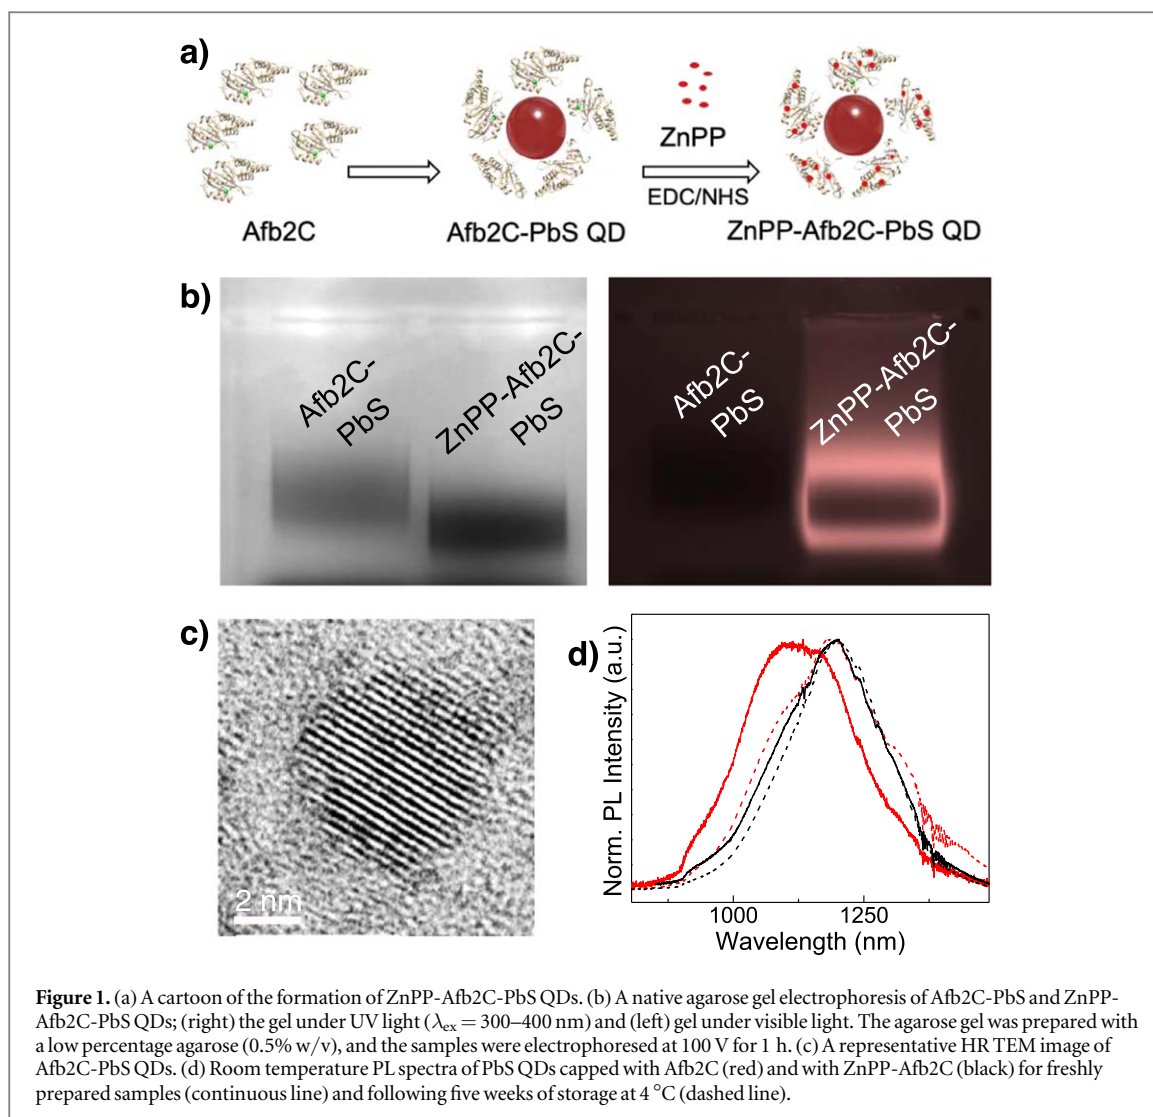 a)
ZnPP
EDC/NHS
Afb2C
Afb2C-PbS QD
ZnPP-Afb2C-PbS QD
b)
Afb2C-
PbS
ZnPP-Afb2C-
PbS
Afb2C-
PbS
ZnPP-Afb2C-
PbS
c)
2 nm
d)
Norm. PL Intensity (a.u.)
1000
1250
Wavelength (nm)
Figure 1. (a) A cartoon of the formation of ZnPP-Afb2C-PbS QDs. (b) A native agarose gel electrophoresis of Afb2C-PbS and ZnPP-
Afb2C-PbS QDs; (right) the gel under UV light (λex = 300–400 nm) and (left) gel under visible light. The agarose gel was prepared with
a low percentage agarose (0.5% w/v), and the samples were electrophoresed at 100 V for 1 h. (c) A representative HR TEM image of
Afb2C-PbS QDs. (d) Room temperature PL spectra of PbS QDs capped with Afb2C (red) and with ZnPP-Afb2C (black) for freshly
prepared samples (continuous line) and following five weeks of storage at 4 °C (dashed line).